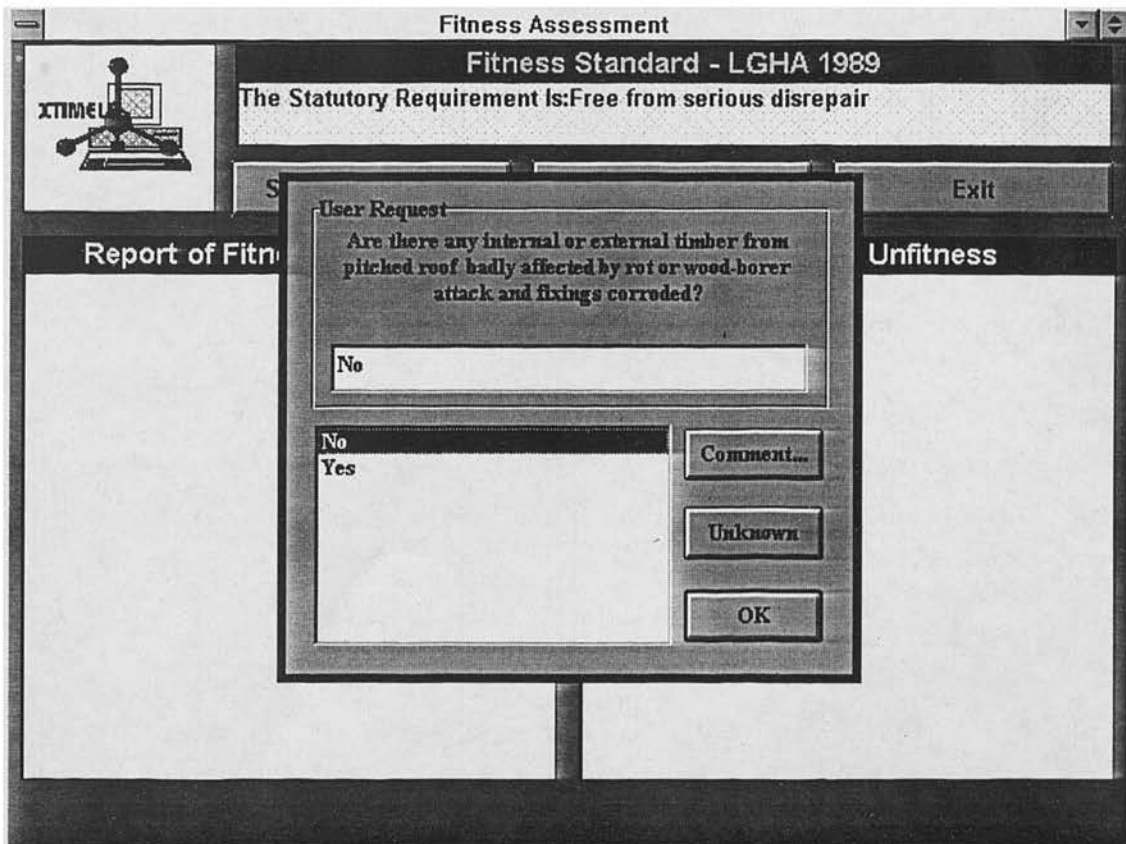 Fitness Assessment
Fitness Standard - LGHA 1989
XTIMEL
The Statutory Requirement Is:Free from serious disrepair
Exit
User Request
Are there any internal or external timber from
pitched roof badly affected by rot or wood-borer
attack and fixings corroded?
No
Report of
Unfitness
No
Yes
Comment...
Unknown
OK